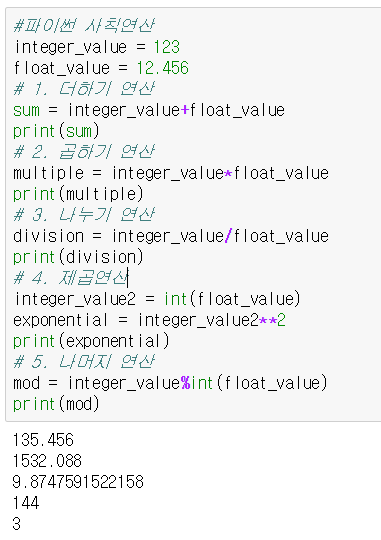 #파이썬 사칙연산
integer_value = 123
float_value = 12.456
# 1. 더하기 연산
sum = integer_value+float_value
print(sum)
# 2. 곱하기 연산
multiple = integer_value*float_value
print(multiple)
# 3. 나누기 연산
division = integer_value/float_value
print(division)
# 4. 제곱연산
integer_value2 = int(float_value)
exponential = integer_value2**2
print(exponential)
# 5. 나머지 연산
mod = integer_value%int(float_value)
print(mod)
135.456
1532.088
9.8747591522158
144
3